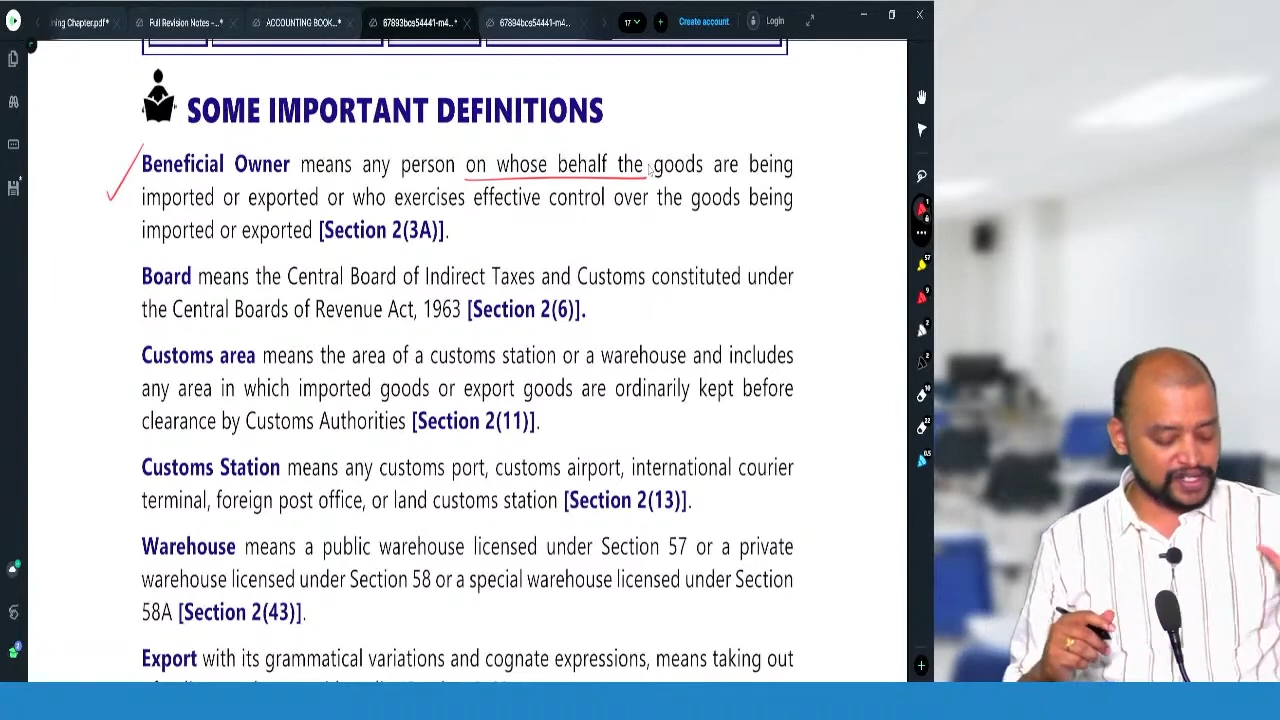 ining Chapter.pdf*
Full Revision Notes -...*
ACCOUNTING BOOK...*
67893bos54441-m4...*
67894bos54441-m4...
17
Create account
Login
SOME IMPORTANT DEFINITIONS
Beneficial Owner means any person on whose behalf the goods are being
imported or exported or who exercises effective control over the goods being
imported or exported [Section 2(3A)].
Board means the Central Board of Indirect Taxes and Customs constituted under
the Central Boards of Revenue Act, 1963 [Section 2(6)].
Customs area means the area of a customs station or a warehouse and includes
any area in which imported goods or export goods are ordinarily kept before
clearance by Customs Authorities [Section 2(11)].
Customs Station means any customs port, customs airport, international courier
terminal, foreign post office, or land customs station [Section 2(13)].
Warehouse means a public warehouse licensed under Section 57 or a private
warehouse licensed under Section 58 or a special warehouse licensed under Section
58A [Section 2(43)].
Export with its grammatical variations and cognate expressions, means taking out